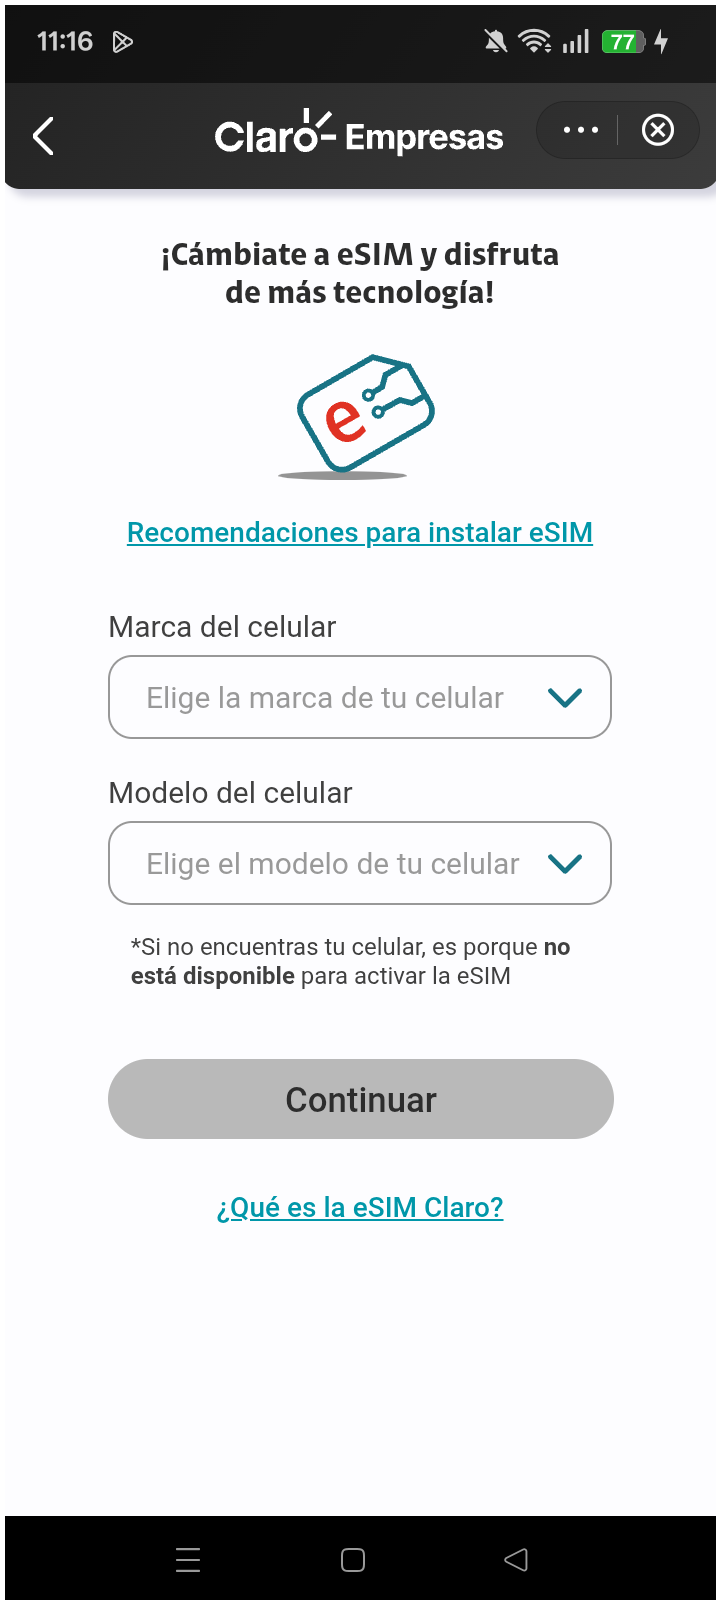 11:16
77
Claro Empresas
¡Cámbiate a eSIM y disfruta
de más tecnología!
e
Recomendaciones para instalar eSIM
Marca del celular
Elige la marca de tu celular
Modelo del celular
Elige el modelo de tu celular
*Si no encuentras tu celular, es porque no
está disponible para activar la eSIM
Continuar
¿Qué es la eSIM Claro?